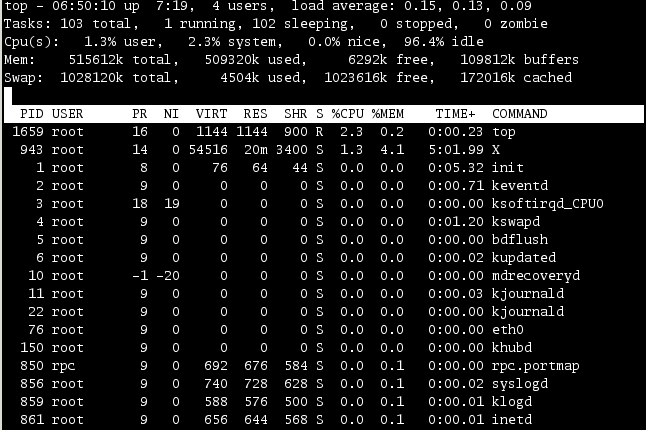 top - 06:50:10 up  7:19,  4 users,  load average: 0.15, 0.13, 0.09
Tasks: 103 total,   1 running, 102 sleeping,   0 stopped,   0 zombie
Cpu(s):   1.3% user,   2.3% system,   0.0% nice,  96.4% idle
Mem:    515612k total,   509320k used,     6292k free,   109812k buffers
Swap:  1028120k total,     4504k used,  1023616k free,   172016k cached
PID USER      PR  NI  VIRT  RES  SHR S %CPU %MEM    TIME+  COMMAND
1659 root      16   0  1144 1144  900 R  2.3  0.2   0:00.23 top
943 root      14   0 54516  20m 3400 S  1.3  4.1   5:01.99 X
1 root       8   0    76   64   44 S  0.0  0.0   0:05.32 init
2 root       9   0     0    0    0 S  0.0  0.0   0:00.71 keventd
3 root      18  19     0    0    0 S  0.0  0.0   0:00.00 ksoftirqd_CPU0
4 root       9   0     0    0    0 S  0.0  0.0   0:01.20 kswapd
5 root       9   0     0    0    0 S  0.0  0.0   0:00.00 bdflush
6 root       9   0     0    0    0 S  0.0  0.0   0:00.02 kupdated
10 root      -1 -20     0    0    0 S  0.0  0.0   0:00.00 mdrecoveryd
11 root       9   0     0    0    0 S  0.0  0.0   0:00.03 kjournald
22 root       9   0     0    0    0 S  0.0  0.0   0:00.00 kjournald
76 root       9   0     0    0    0 S  0.0  0.0   0:00.00 eth0
150 root       9   0     0    0    0 S  0.0  0.0   0:00.00 khubd
850 rpc        9   0   692  676  584 S  0.0  0.1   0:00.00 rpc.portmap
856 root       9   0   740  728  628 S  0.0  0.1   0:00.02 syslogd
859 root       9   0   588  576  500 S  0.0  0.1   0:00.01 klogd
861 root       9   0   656  644  568 S  0.0  0.1   0:00.01 inetd